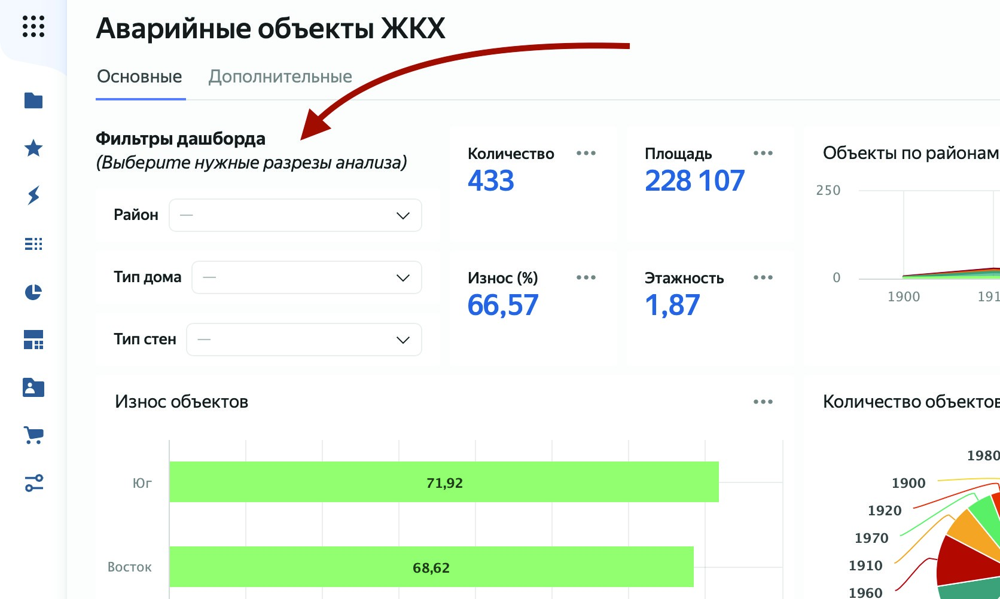 Аварийные объекты ЖКХ
Основные
Дополнительные
Фильтры дашборда
(Выберите нужные разрезы анализа)
Район
—
Тип дома
—
Тип стен
—
Количество
433
Площадь
228 107
Износ (%)
66,57
Этажность
1,87
Объекты по районам
250
0
1900
191
Износ объектов
Юг
71,92
Восток
68,62
Количество объектов
1980
1900
1920
1970
1910
1960